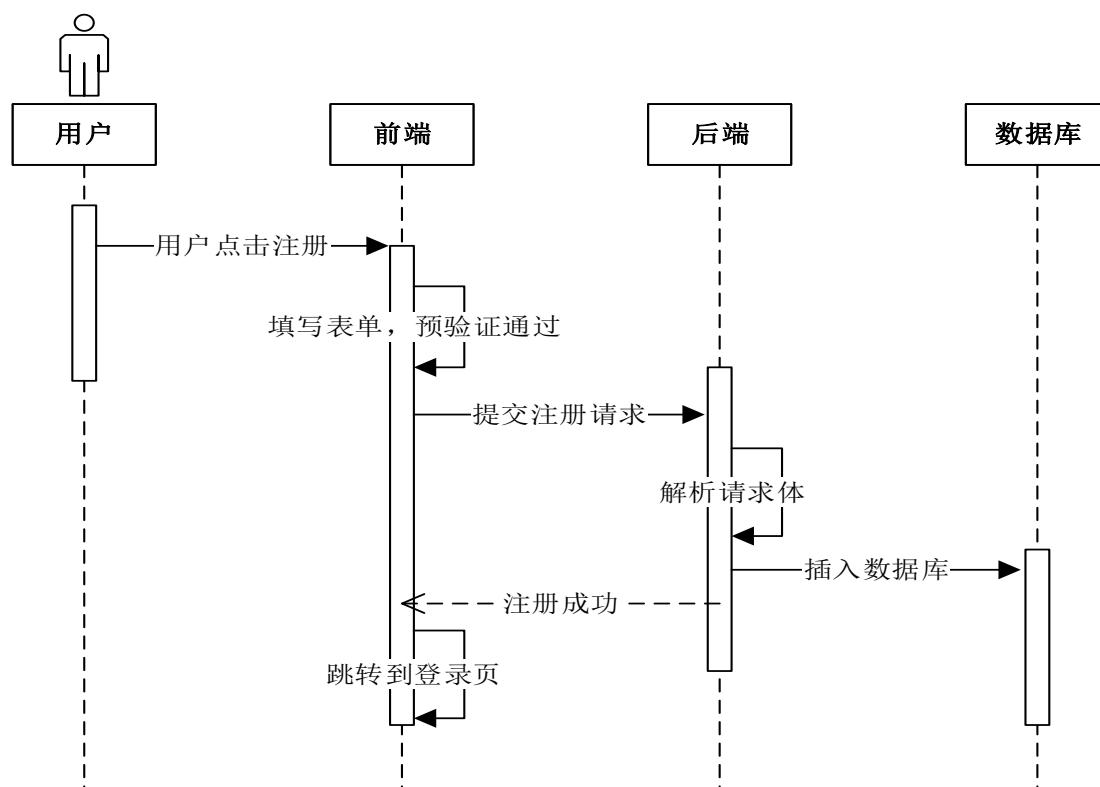 用户
前端
后端
数据库
用户点击注册
填写表单，预验证通过
提交注册请求
解析请求体
插入数据库
注册成功
跳转到登录页